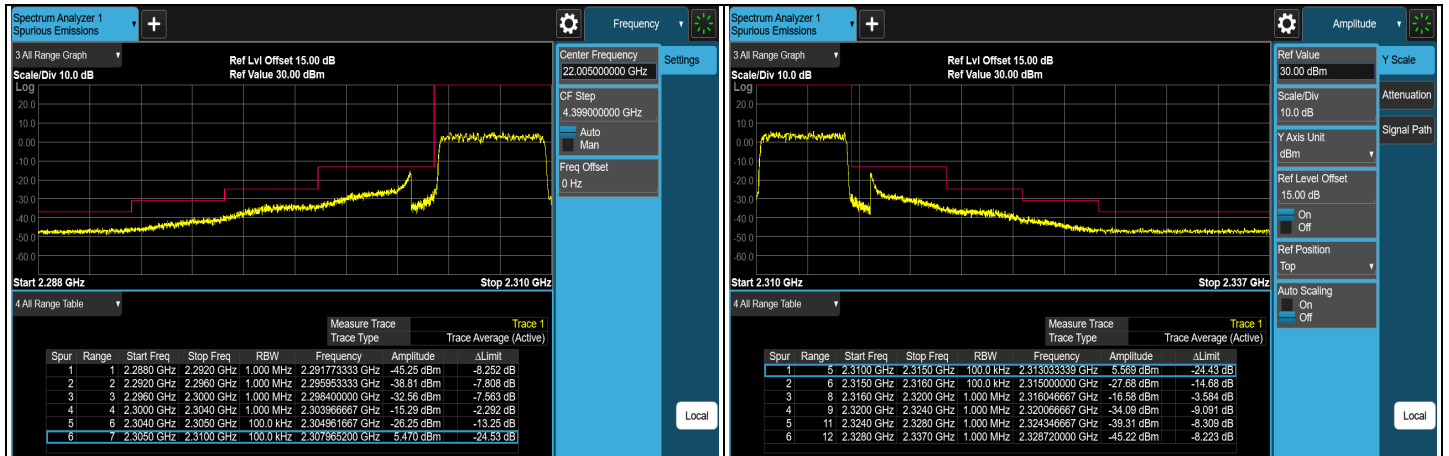 Spectrum Analyzer 1
Spurious Emissions
+
Frequency
3 All Range Graph
Ref Lvl Offset 15.00 dB
Scale/Div 10.0 dB
Ref Value 30.00 dBm
Log
20.0
10.0
0.00
-10.0
-20.0
-30.0
-40.0
-50.0
-60.0
Start 2.288 GHz
Stop 2.310 GHz
Center Frequency
22.005000000 GHz
Settings
CF Step
4.399000000 GHz
Auto
Man
Freq Offset
0 Hz
Local
4 All Range Table
Measure Trace Trace 1
Trace Type Trace Average (Active)
Spur Range Start Freq Stop Freq RBW Frequency Amplitude ΔLimit
1 1 2.2880 GHz 2.2920 GHz 1.000 MHz 2.291773333 GHz -45.25 dBm -8.252 dB
2 2 2.2920 GHz 2.2960 GHz 1.000 MHz 2.295953333 GHz -38.81 dBm -7.808 dB
3 3 2.2960 GHz 2.3000 GHz 1.000 MHz 2.298400000 GHz -32.56 dBm -7.563 dB
4 4 2.3000 GHz 2.3040 GHz 1.000 MHz 2.303966667 GHz -15.29 dBm -2.292 dB
5 6 2.3040 GHz 2.3050 GHz 100.0 kHz 2.304961667 GHz -26.25 dBm -13.25 dB
6 7 2.3050 GHz 2.3100 GHz 100.0 kHz 2.307965200 GHz 5.470 dBm -24.53 dB
Spectrum Analyzer 1
Spurious Emissions
+
Amplitude
3 All Range Graph
Ref Lvl Offset 15.00 dB
Scale/Div 10.0 dB
Ref Value 30.00 dBm
Log
20.0
10.0
0.00
-10.0
-20.0
-30.0
-40.0
-50.0
-60.0
Start 2.310 GHz
Stop 2.337 GHz
Ref Value
30.00 dBm
Y Scale
Scale/Div
10.0 dB
Attenuation
Signal Path
Y Axis Unit
dBm
Ref Level Offset
15.00 dB
On
Off
Ref Position
Top
Auto Scaling
On
Off
Local
4 All Range Table
Measure Trace Trace 1
Trace Type Trace Average (Active)
Spur Range Start Freq Stop Freq RBW Frequency Amplitude ΔLimit
1 5 2.3100 GHz 2.3150 GHz 100.0 kHz 2.313033339 GHz 5.569 dBm -24.43 dB
2 6 2.3150 GHz 2.3160 GHz 100.0 kHz 2.315000000 GHz -27.68 dBm -14.68 dB
3 8 2.3160 GHz 2.3200 GHz 1.000 MHz 2.316046667 GHz -16.58 dBm -3.584 dB
4 9 2.3200 GHz 2.3240 GHz 1.000 MHz 2.320066667 GHz -34.09 dBm -9.091 dB
5 11 2.3240 GHz 2.3280 GHz 1.000 MHz 2.324346667 GHz -39.31 dBm -8.309 dB
6 12 2.3280 GHz 2.3370 GHz 1.000 MHz 2.328720000 GHz -45.22 dBm -8.223 dB